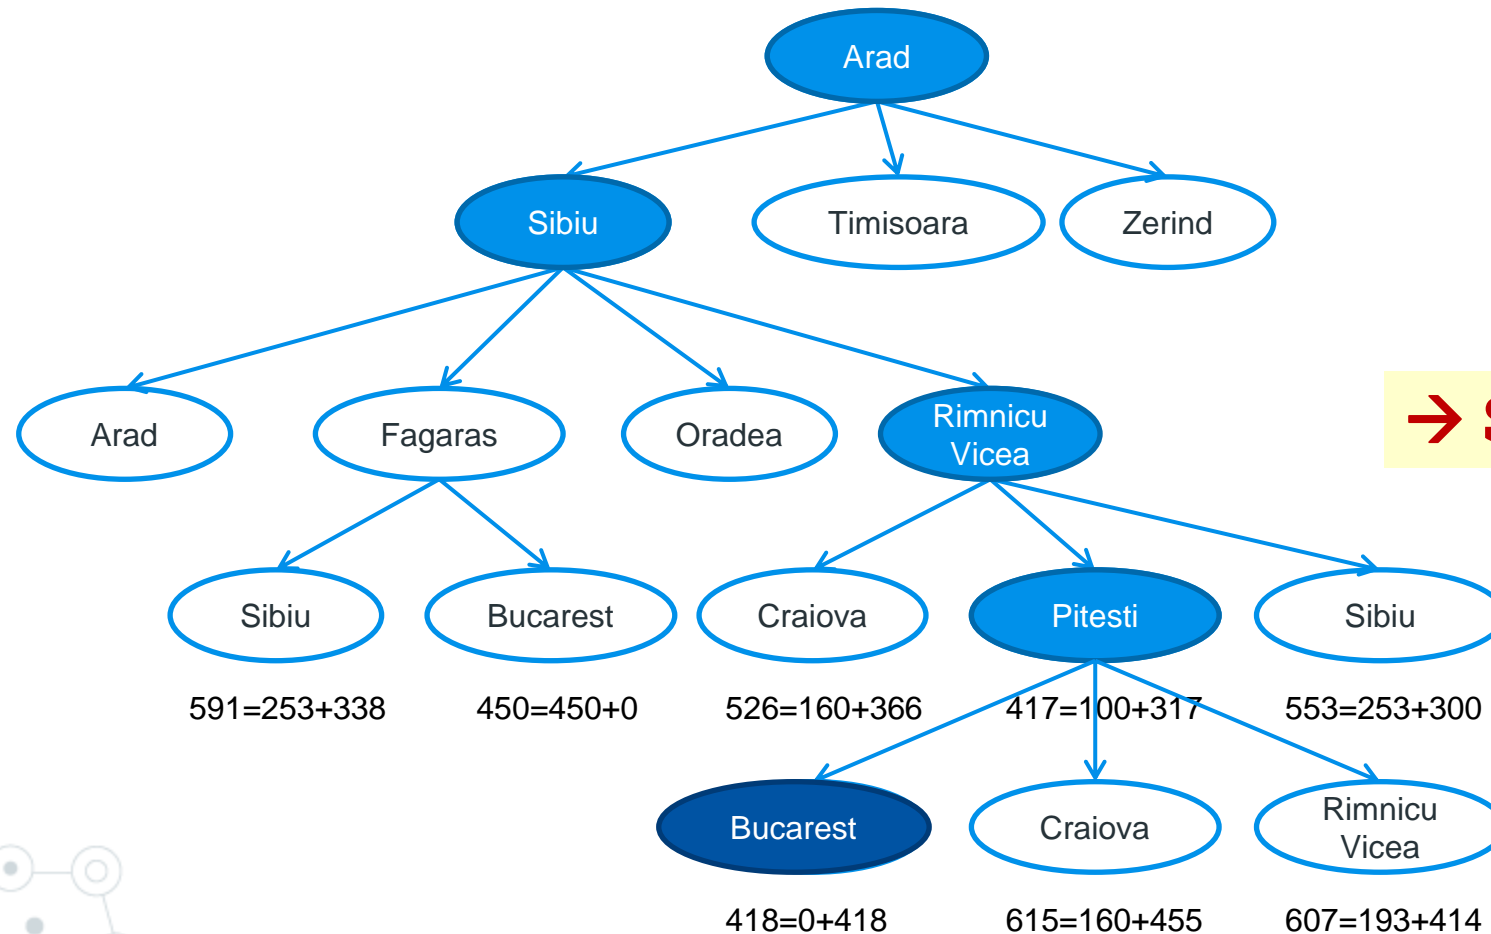 Arad
Sibiu
Timisoara
Zerind
Arad
Fagaras
Oradea
Rimnicu
Vicea
→ S
Sibiu
Bucarest
Craiova
Pitesti
Sibiu
591=253+338
450=450+0
526=160+366
417=100+317
553=253+300
Bucarest
Craiova
Rimnicu
Vicea
418=0+418
615=160+455
607=193+414